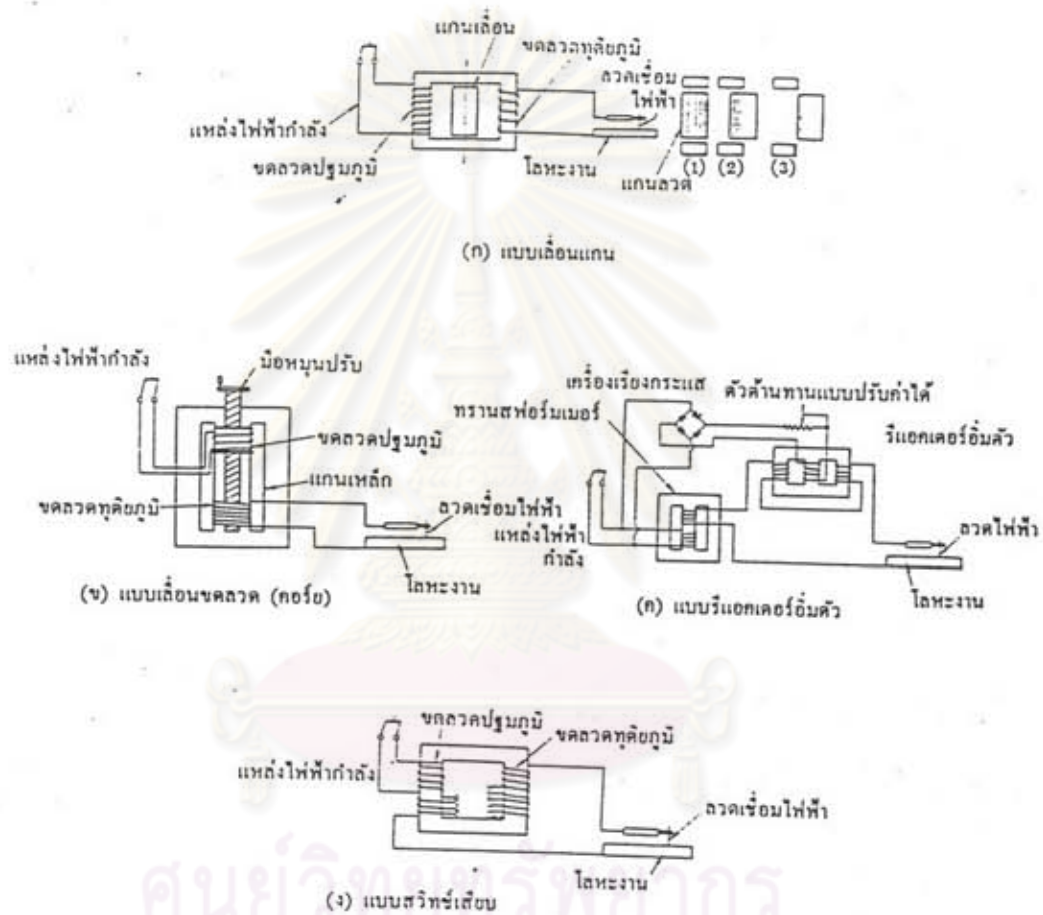 แกนเลื่อน
ขดลวดทุติยภูมิ
ลวดเชื่อม
ไฟฟ้า
แหล่งไฟฟ้ากำลัง
ขดลวดปฐมภูมิ
โลหะงาน
(1) (2) (3)
แกนลวด
(ก) แบบเลื่อนแกน
แหล่งไฟฟ้ากำลัง
มือหมุนปรับ
ขดลวดปฐมภูมิ
แกนเหล็ก
ขดลวดทุติยภูมิ
ลวดเชื่อมไฟฟ้า
โลหะงาน
(ข) แบบเลื่อนขดลวด (คอร์ย)
เครื่องเรียงกระแส
ตัวต้านทานแบบปรับค่าได้
ทรานสฟอร์มเมอร์
รีแอกเตอร์อิ่มตัว
แหล่งไฟฟ้า
กำลัง
ลวดไฟฟ้า
โลหะงาน
(ค) แบบรีแอกเตอร์อิ่มตัว
ขดลวดปฐมภูมิ
ขดลวดทุติยภูมิ
แหล่งไฟฟ้ากำลัง
ลวดเชื่อมไฟฟ้า
โลหะงาน
(ง) แบบสวิทช์เสียบ
ศูนย์วิทยทรัพยากร